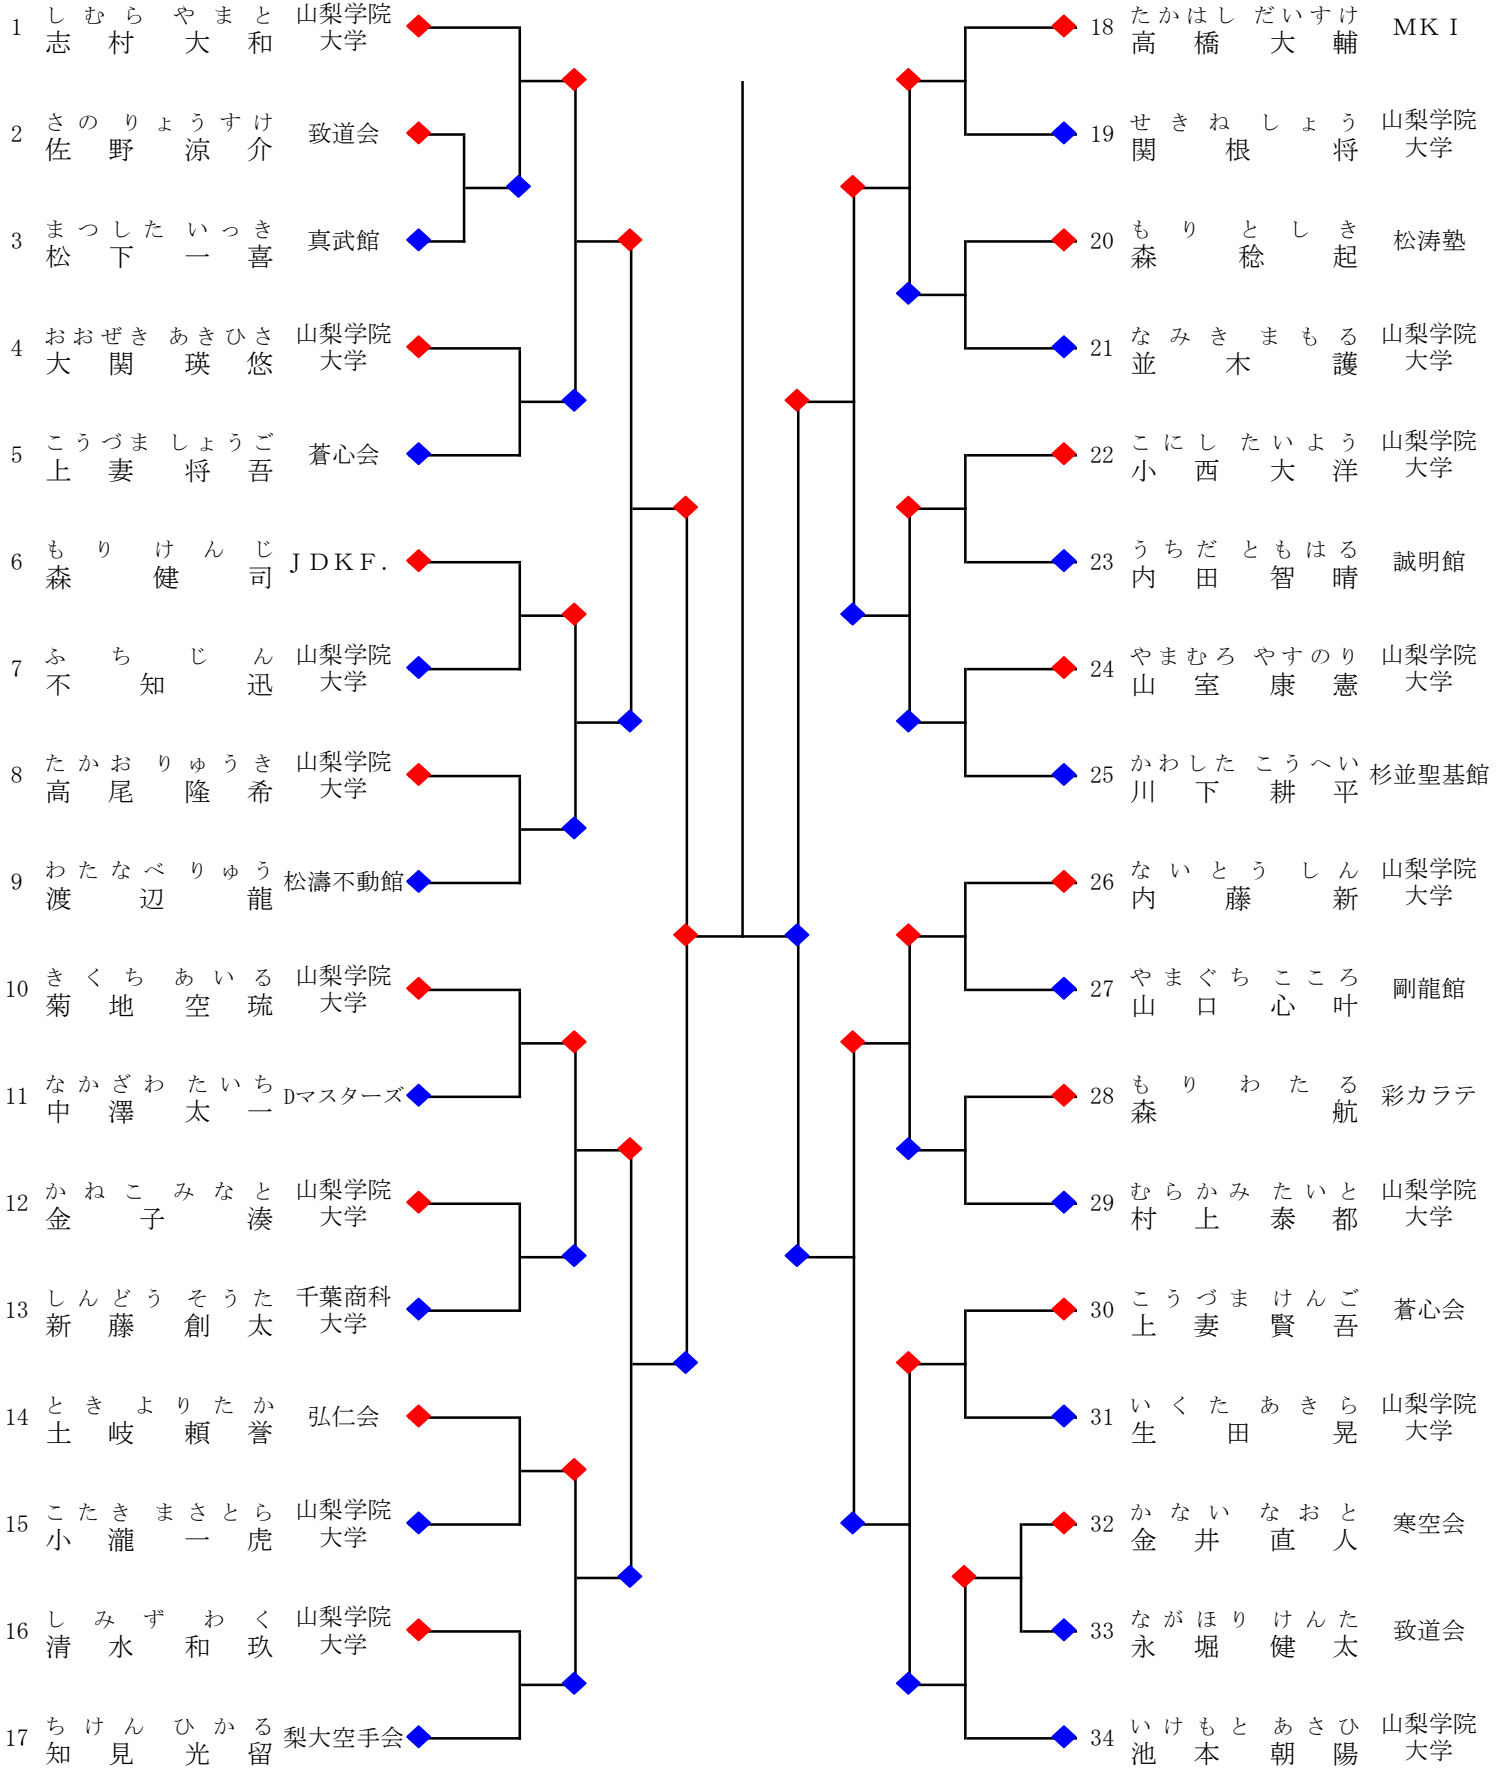 しむら やまと 山梨学院
1 志村 大和 大学
さの りょうすけ
2 佐野 涼介 致道会
まつした いっき
3 松下 一喜 真武館
おおぜき あきひさ 山梨学院
4 大関 瑛悠 大学
こうづま しょうご
5 上妻 将吾 蒼心会
もり けんじ
6 森 健司 ＪＤＫＦ．
ふち じん 山梨学院
7 不知 迅 大学
たかお りゅうき 山梨学院
8 高尾 隆希 大学
わたなべ りゅう
9 渡辺 龍 松濤不動館
きくち あいる 山梨学院
10 菊地 空琉 大学
なかざわ たいち
11 中澤 太一 Dマスターズ
かねこ みなと 山梨学院
12 金子 湊 大学
しんどう そうた 千葉商科
13 新藤 創太 大学
とき よりたか
14 土岐 頼誉 弘仁会
こたき まさとら 山梨学院
15 小瀧 一虎 大学
しみず わく 山梨学院
16 清水 和玖 大学
ちけん ひかる
17 知見 光留 梨大空手会
たかはし だいすけ
18 高橋 大輔 ＭＫＩ
せきね しょう 山梨学院
19 関根 将 大学
もり としき
20 森 稔起 松涛塾
なみき まもる 山梨学院
21 並木 護 大学
こにし たいよう 山梨学院
22 小西 大洋 大学
うちだ ともはる
23 内田 智晴 誠明館
やまむろ やすのり 山梨学院
24 山室 康憲 大学
かわした こうへい
25 川下 耕平 杉並聖基館
ないとう しん 山梨学院
26 内藤 新 大学
やまぐち こころ
27 山口 心叶 剛龍館
もり わたる
28 森 航 彩カラテ
むらかみ たいと 山梨学院
29 村上 泰都 大学
こうづま けんご
30 上妻 賢吾 蒼心会
いくた あきら 山梨学院
31 生田 晃 大学
かない なおと
32 金井 直人 寒空会
ながほり けんた
33 永堀 健太 致道会
いけもと あさひ 山梨学院
34 池本 朝陽 大学